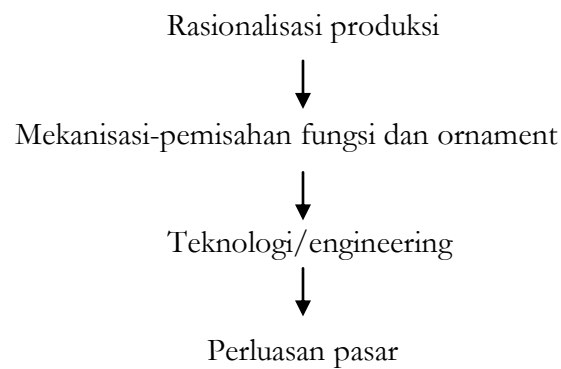 Rasionalisasi produksi
Mekanisasi-pemisahan fungsi dan ornament
Teknologi/engineering
Perluasan pasar